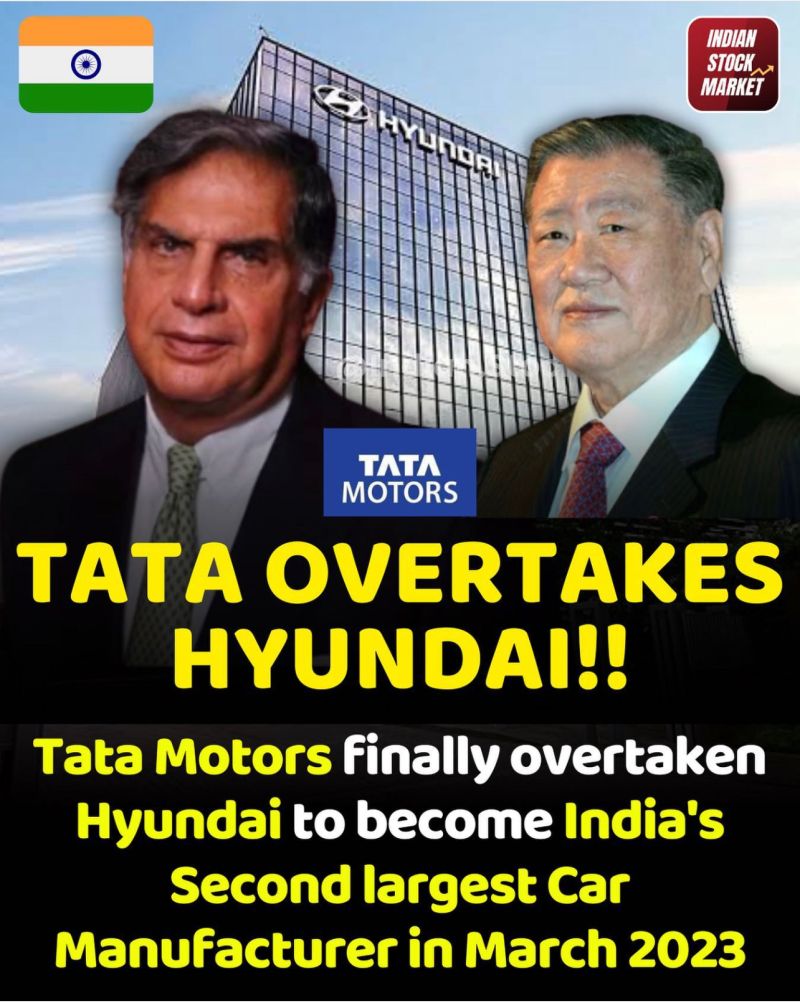 INDIAN
STOCK
MARKET
HYUNDAI
TATA
MOTORS
TATA OVERTAKES
HYUNDAI!!
Tata Motors finally overtaken
Hyundai to become India's
Second largest Car
Manufacturer in March 2023